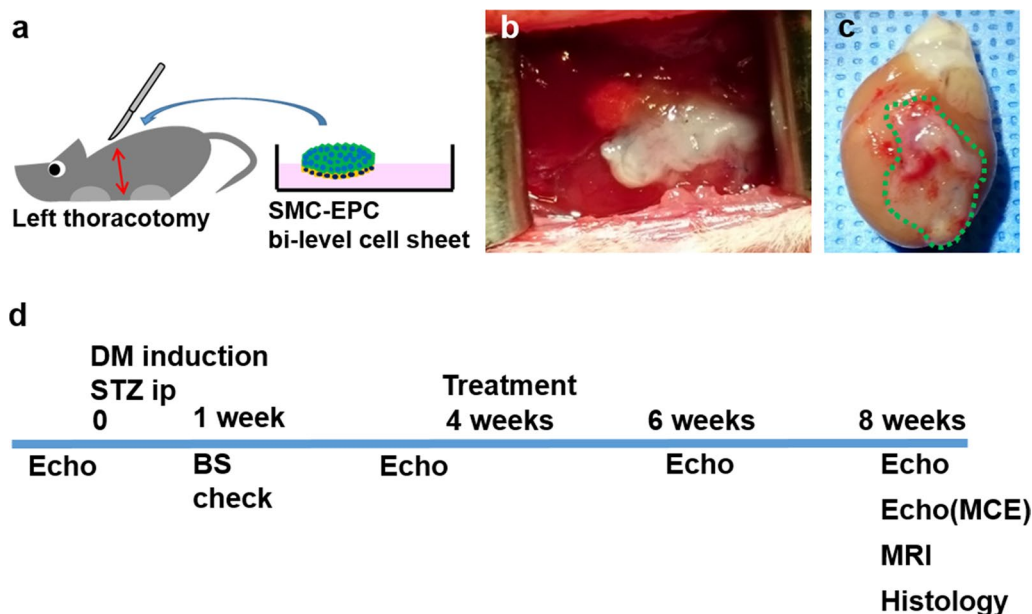 a
b
c
Left thoracotomy
SMC-EPC
bi-level cell sheet
d
DM induction
STZ ip
Treatment
0
1 week
4 weeks
6 weeks
8 weeks
Echo
BS
check
Echo
Echo
Echo
Echo(MCE)
MRI
Histology